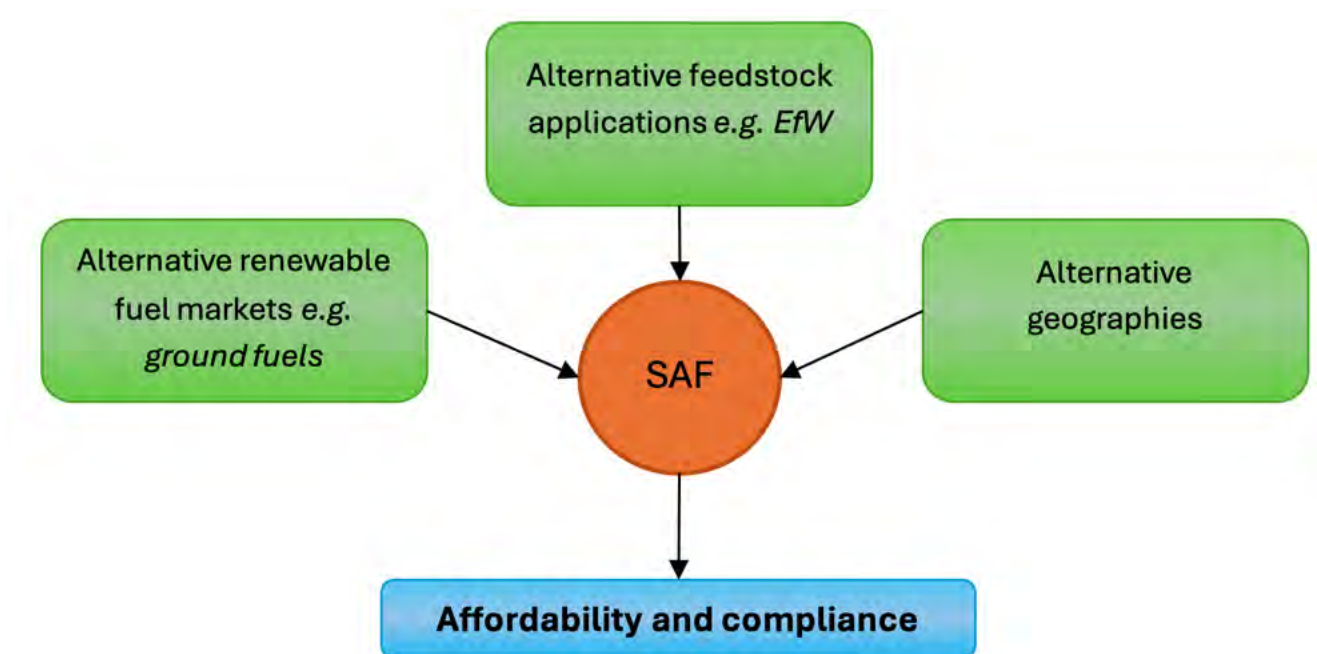 Alternative feedstock
applications e.g. EfW
Alternative renewable
fuel markets e.g.
ground fuels
Alternative
geographies
SAF
Affordability and compliance